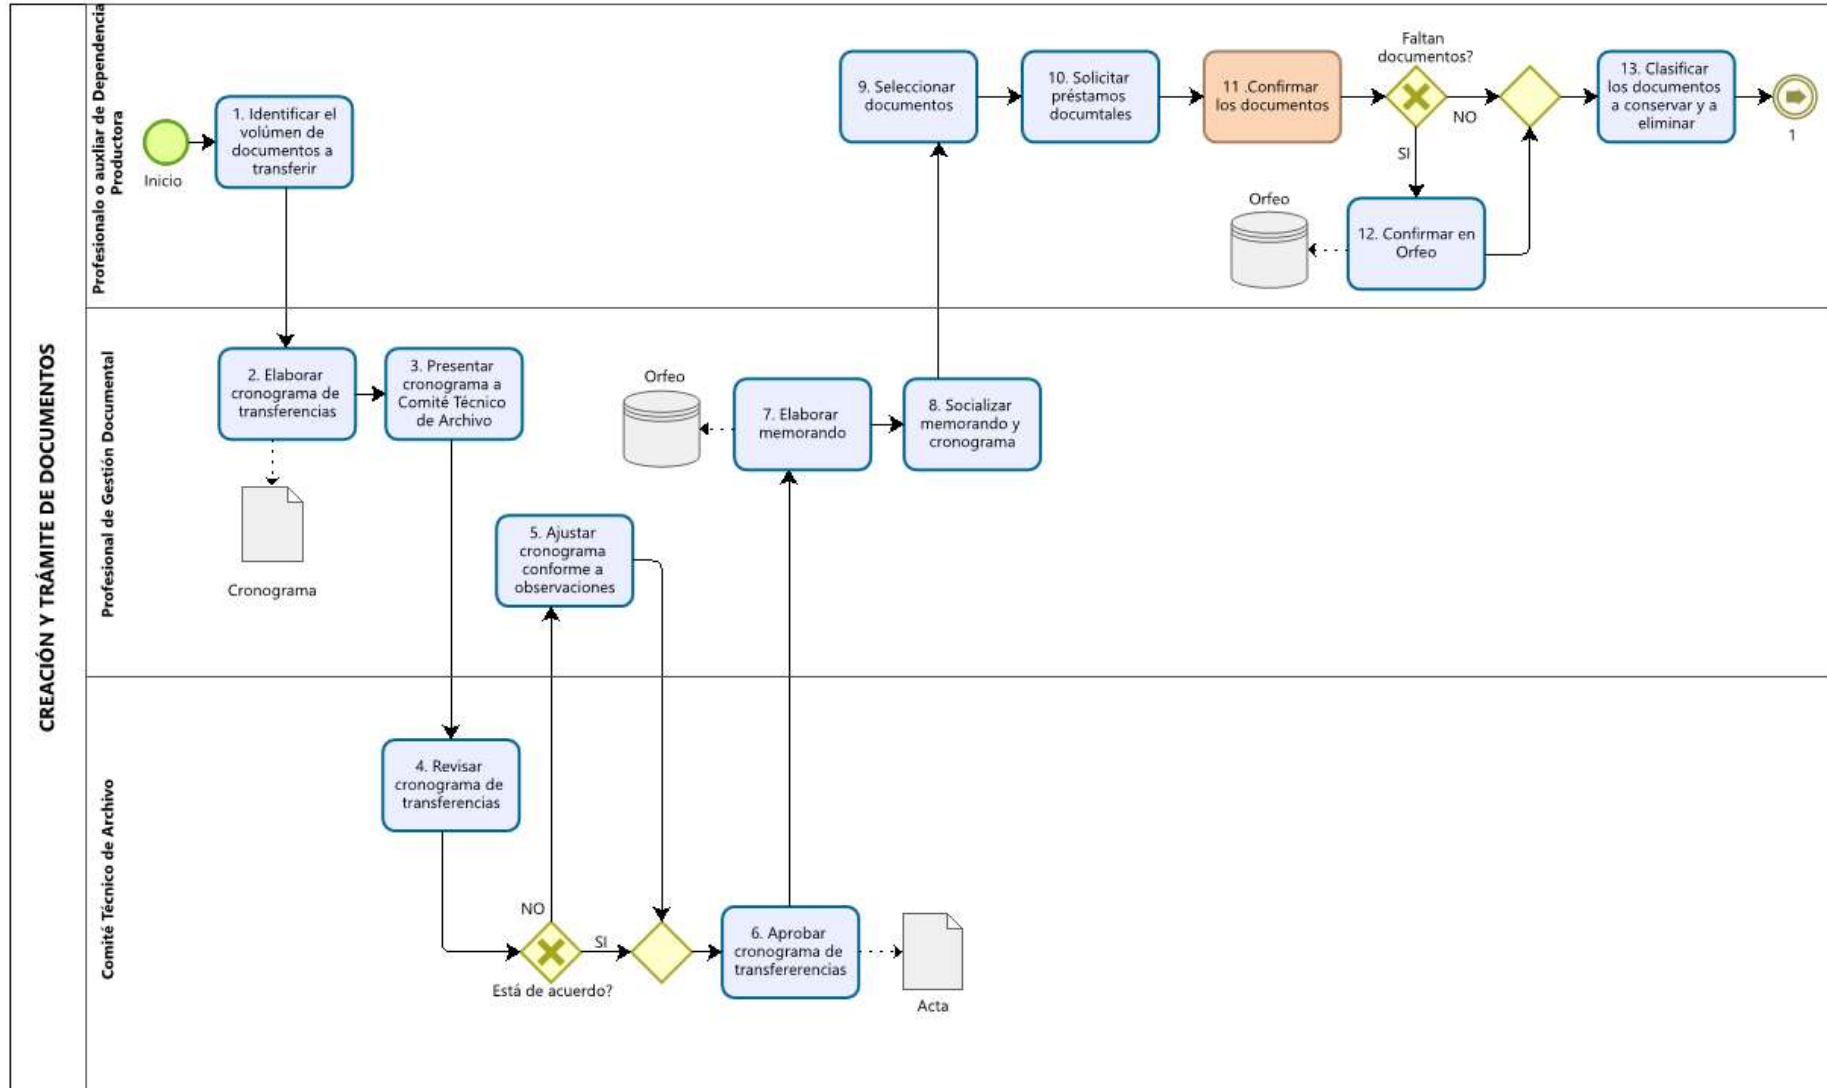 CREACIÓN Y TRÁMITE DE DOCUMENTOS
Profesionalo o auxliar de Dependencia
Productora
Inicio
1. Identificar el
volúmen de
documentos a
transferir
9. Seleccionar
documentos
10. Solicitar
préstamos
documtales
11 .Confirmar
los documentos
Faltan
documentos?
NO
SI
Orfeo
12. Confirmar en
Orfeo
13. Clasificar
los documentos
a conservar y a
eliminar
1
Profesional de Gestión Documental
2. Elaborar
cronograma de
transferencias
Cronograma
3. Presentar
cronograma a
Comité Técnico
de Archivo
5. Ajustar
cronograma
conforme a
observaciones
Orfeo
7. Elaborar
memorando
8. Socializar
memorando y
cronograma
Comité Técnico de Archivo
4. Revisar
cronograma de
transferencias
NO
SI
Está de acuerdo?
6. Aprobar
cronograma de
transfererencias
Acta